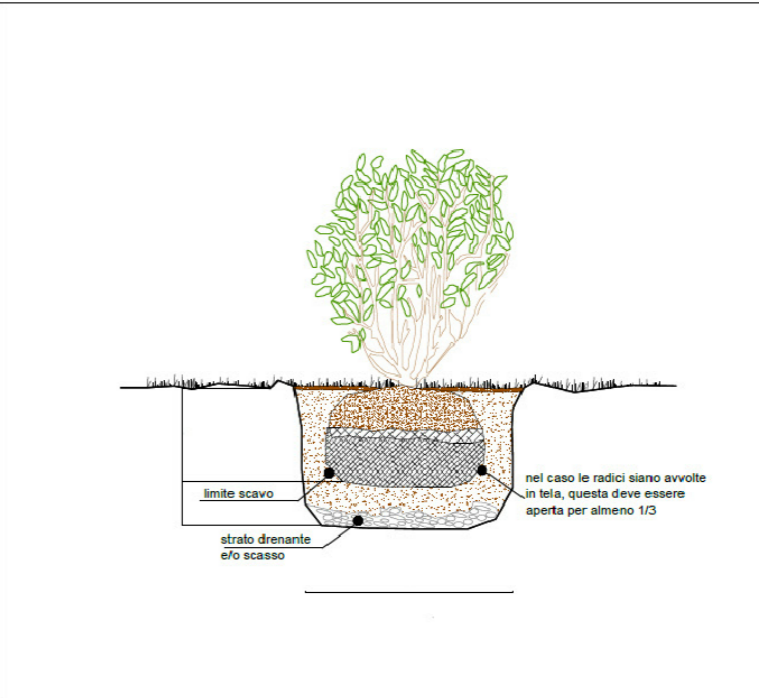 limite scavo
nel caso le radici siano avvolte
in tela, questa deve essere
aperta per almeno 1/3
strato drenante
e/o scasso